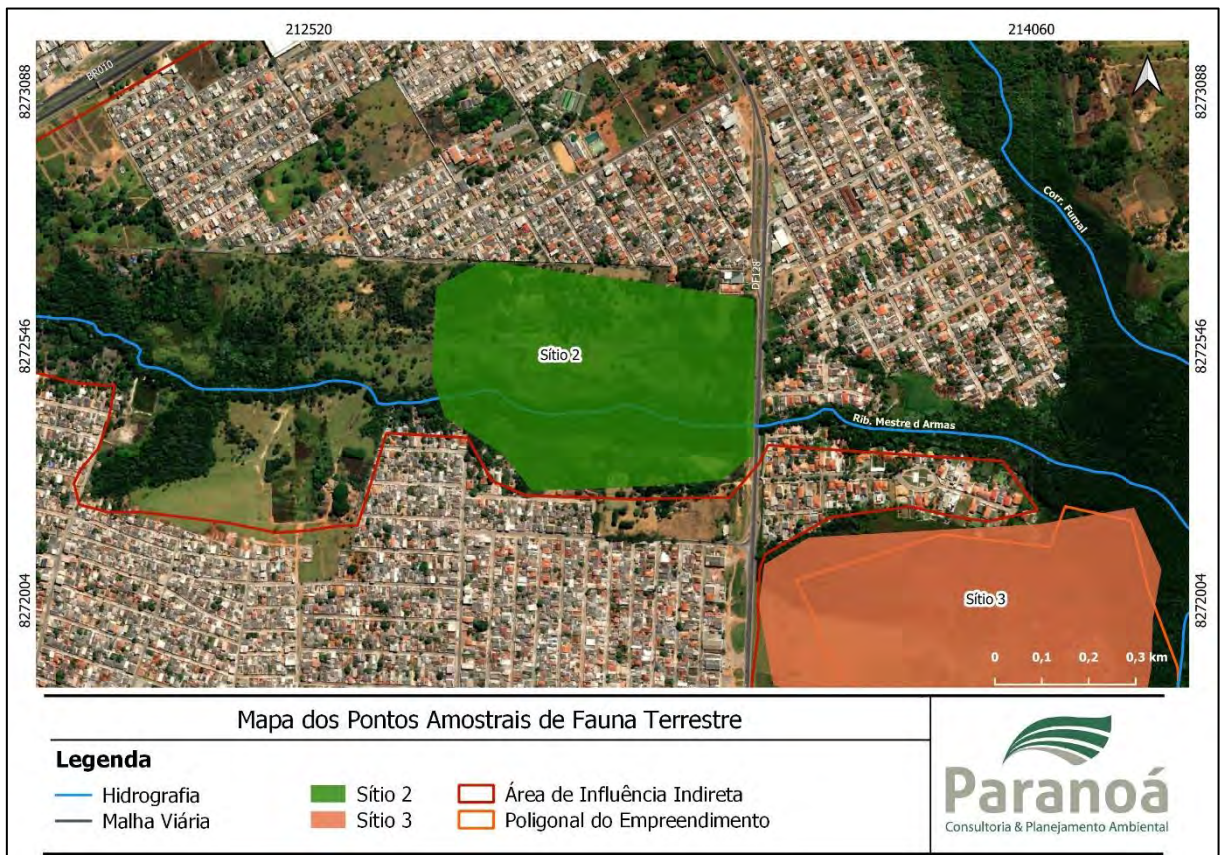 212520 214060
8273088 8273088
BR010
Corr. Fumal
DF128
8272546 8272546
Sítio 2
Rib. Mestre d Armas
8272004 8272004
Sítio 3
0 0,1 0,2 0,3 km
Mapa dos Pontos Amostrais de Fauna Terrestre
Legenda
Hidrografia Sítio 2 Área de Influência Indireta
Malha Viária Sítio 3 Poligonal do Empreendimento
Paranoá
Consultoria & Planejamento Ambiental